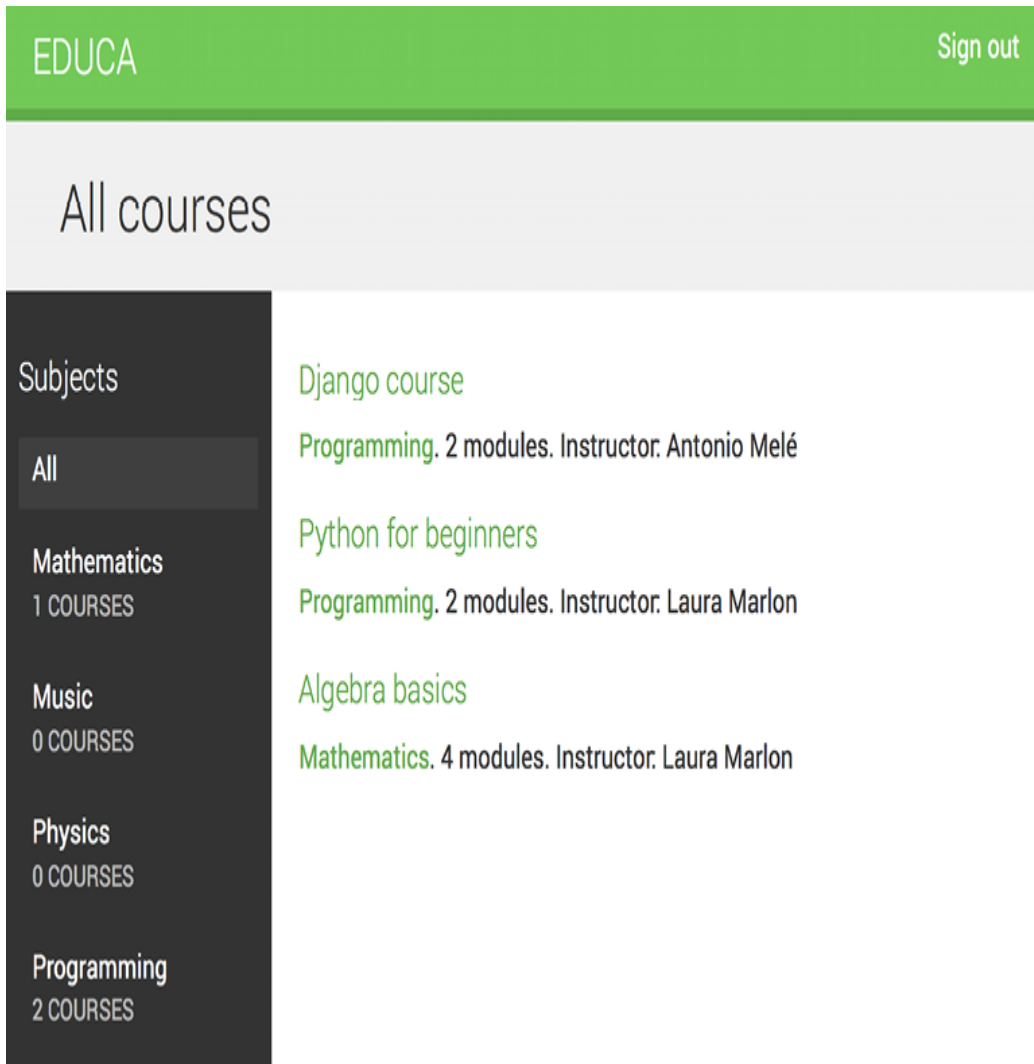 EDUCA
Sign out
All courses
Subjects
All
Mathematics
1 COURSES
Music
0 COURSES
Physics
0 COURSES
Programming
2 COURSES
Django course
Programming. 2 modules. Instructor: Antonio Melé
Python for beginners
Programming. 2 modules. Instructor: Laura Marlon
Algebra basics
Mathematics. 4 modules. Instructor: Laura Marlon